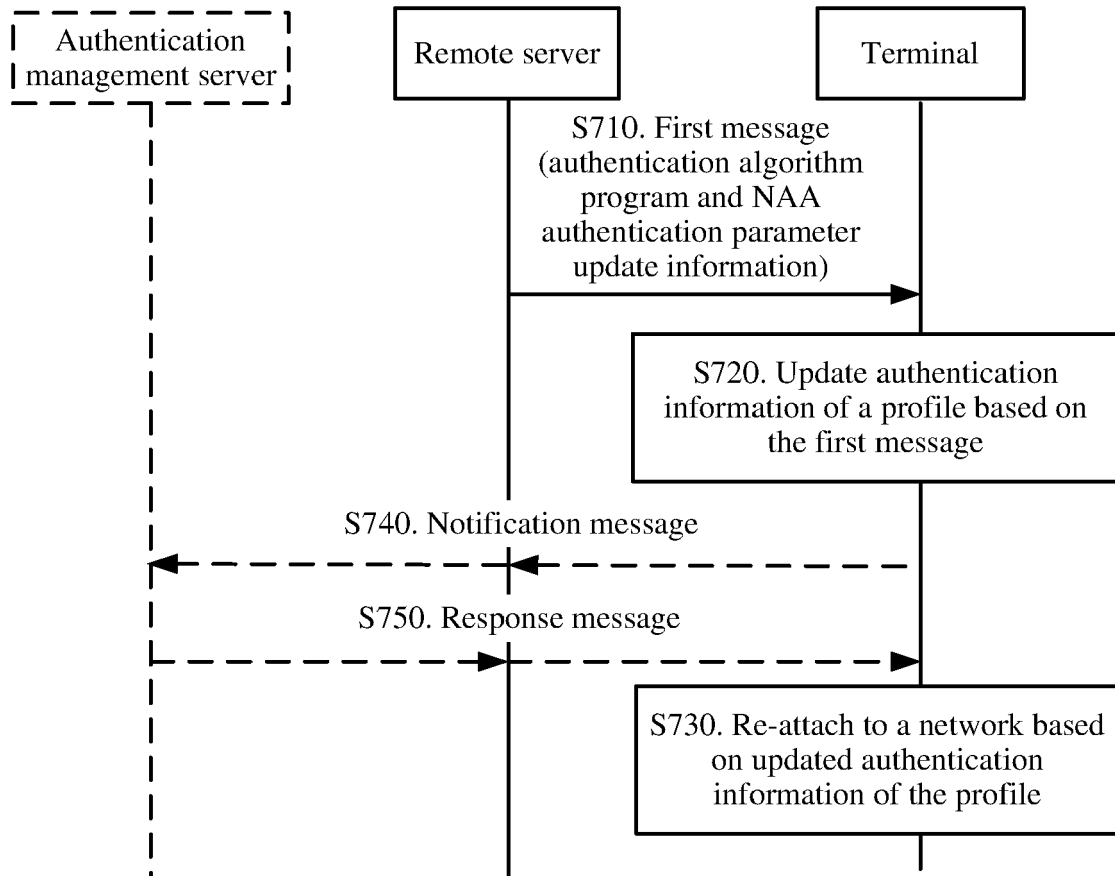 Authentication
management server
Remote server
Terminal
S710. First message
(authentication algorithm
program and NAA
authentication parameter
update information)
S720. Update authentication
information of a profile based on
the first message
S740. Notification message
S750. Response message
S730. Re-attach to a network based
on updated authentication
information of the profile